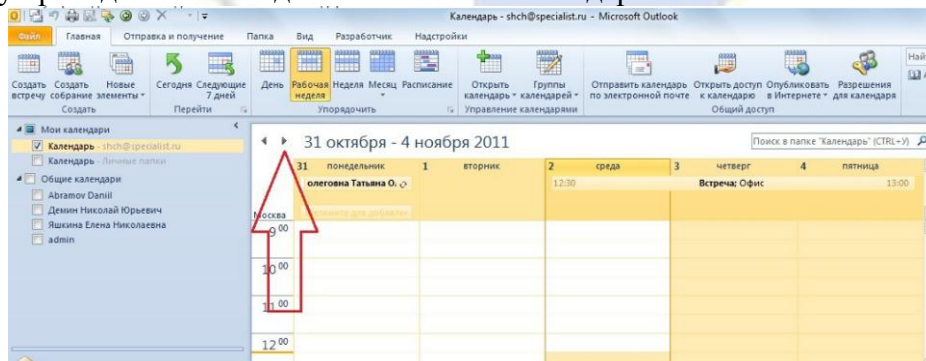 Календарь - shch@specialist.ru - Microsoft Outlook
Файл Главная Отправка и получение Папка Вид Разработчик Надстройки
Создать встречу
Создать собрание
Новые элементы
Создать
Сегодня
Следующие 7 дней
Перейти
День
Рабочая неделя
Неделя
Месяц
Расписание
Упорядочить
Открыть календарь
Группы календарей
Управление календарями
Отправить календарь по электронной почте
Открыть доступ к календарю
Опубликовать в Интернете
Разрешения для календаря
Общий доступ
Мои календари
Календарь - shch@specialist.ru
Календарь - Личные папки
Общие календари
Abramov Daniil
Демин Николай Юрьевич
Яшкина Елена Николаевна
admin
31 октября - 4 ноября 2011
Поиск в папке "Календарь" (CTRL+У)
31 понедельник 1 вторник 2 среда 3 четверг 4 пятница
олеговна Татьяна О.
12:30 Встреча; Офис 13:00
Москва
9 00
10 00
11 00
12 00